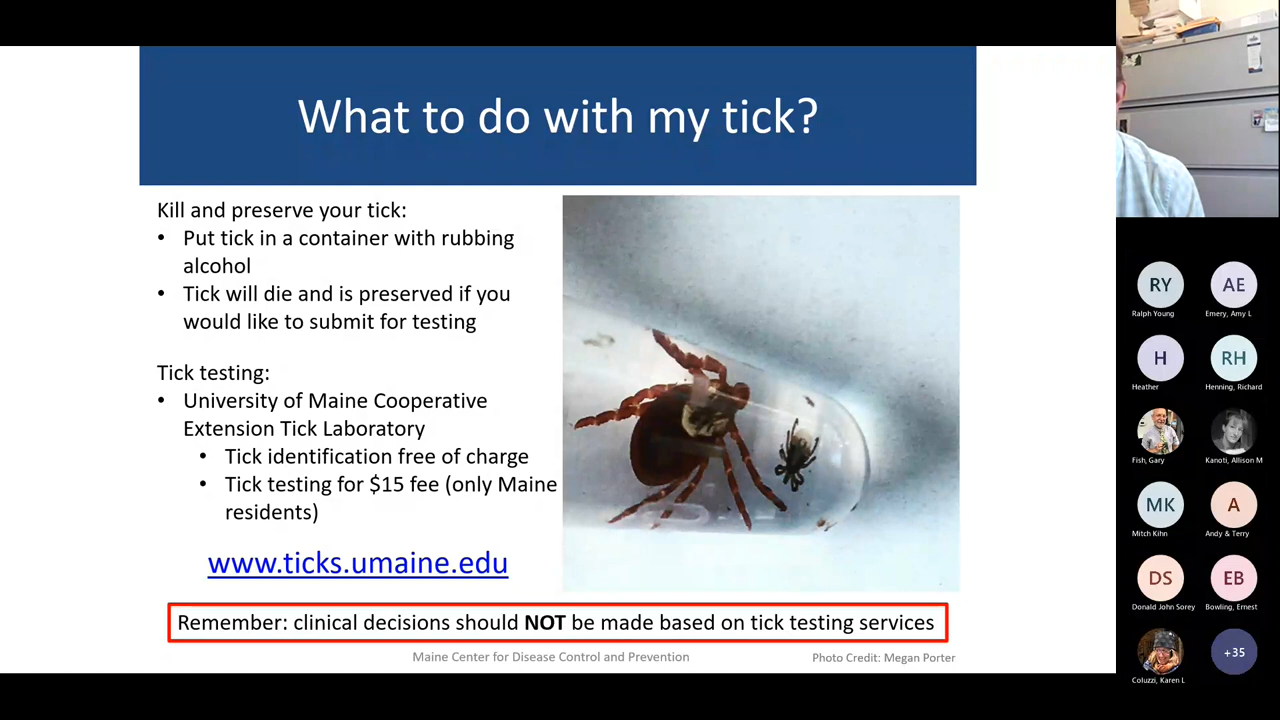 What to do with my tick?
Kill and preserve your tick:
• Put tick in a container with rubbing
alcohol
• Tick will die and is preserved if you
would like to submit for testing
Tick testing:
• University of Maine Cooperative
Extension Tick Laboratory
• Tick identification free of charge
• Tick testing for $15 fee (only Maine
residents)
www.ticks.umaine.edu
Remember: clinical decisions should NOT be made based on tick testing services
Maine Center for Disease Control and Prevention
Photo Credit: Megan Porter
RY
AE
Ralph Young
Emery, Amy L
H
RH
Heather
Henning, Richard
Fish, Gary
Kanoti, Allison M
MK
A
Mitch Kihn
Andy & Terry
DS
EB
Donald John Sorey
Bowling, Ernest
+35
Coluzzi, Karen L